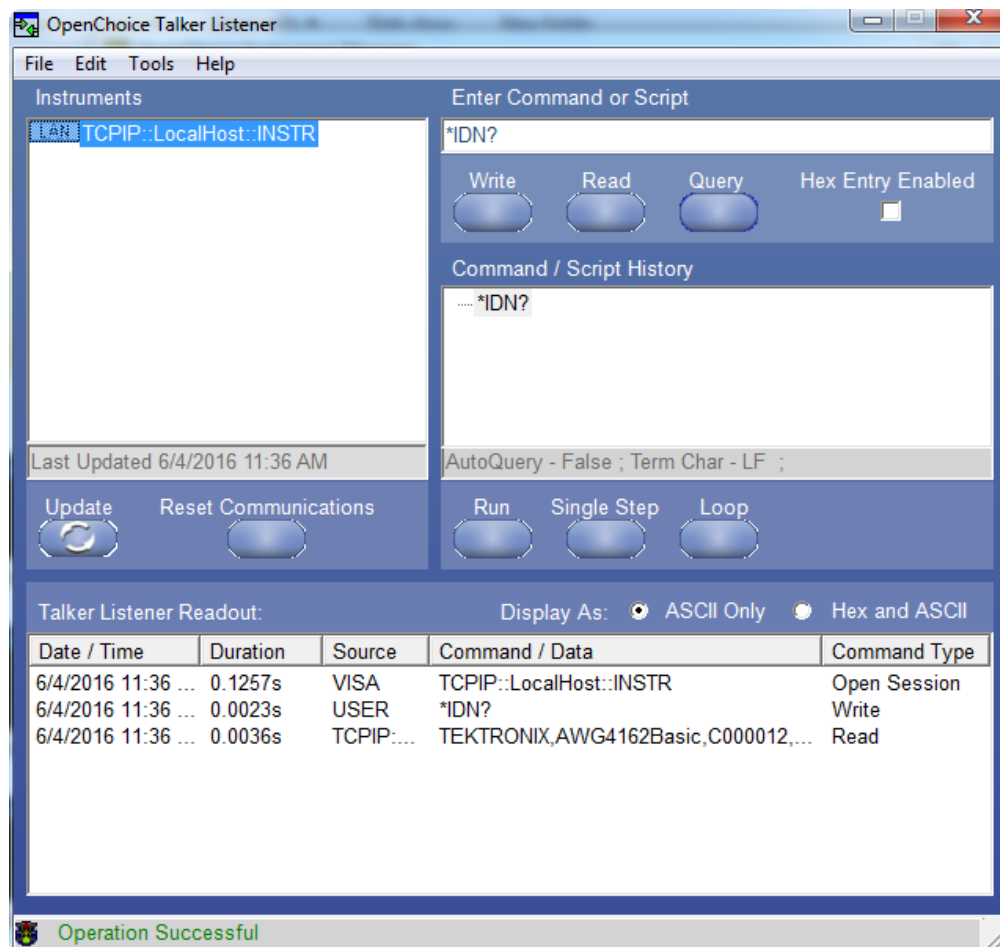 OpenChoice Talker Listener
File Edit Tools Help
Instruments
LAN TCPIP::LocalHost::INSTR
Last Updated 6/4/2016 11:36 AM
Update Reset Communications
Enter Command or Script
*IDN?
Write Read Query Hex Entry Enabled
Command / Script History
*IDN?
AutoQuery - False ; Term Char - LF ;
Run Single Step Loop
Talker Listener Readout: Display As: ASCII Only Hex and ASCII
Date / Time Duration Source Command / Data Command Type
6/4/2016 11:36 ... 0.1257s VISA TCPIP::LocalHost::INSTR Open Session
6/4/2016 11:36 ... 0.0023s USER *IDN? Write
6/4/2016 11:36 ... 0.0036s TCPIP:... TEKTRONIX,AWG4162Basic,C000012,... Read
Operation Successful